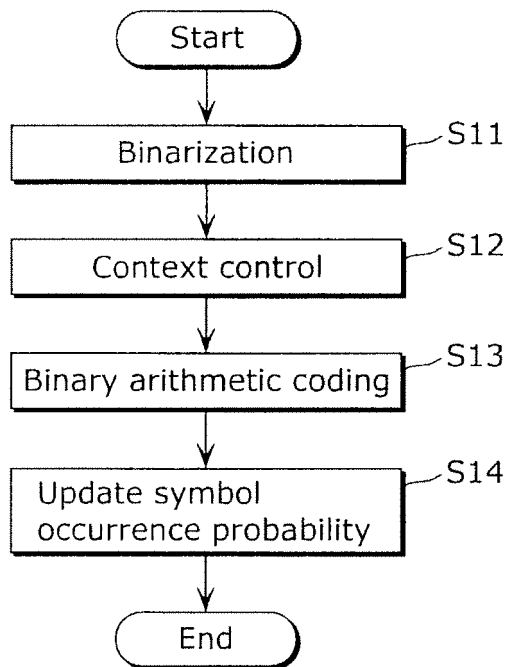 Start
Binarization
S11
Context control
S12
Binary arithmetic coding
S13
Update symbol
occurrence probability
S14
End